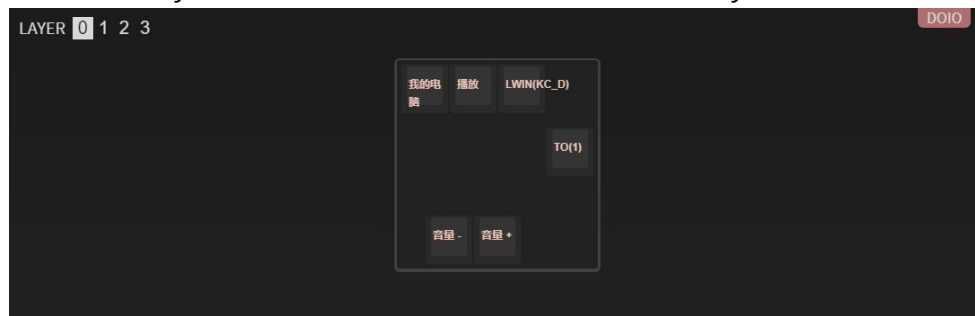 LAYER 0 1 2 3
DOIO
我的电
脑
播放
LWIN(KC_D)
TO(1)
音量 -
音量 +